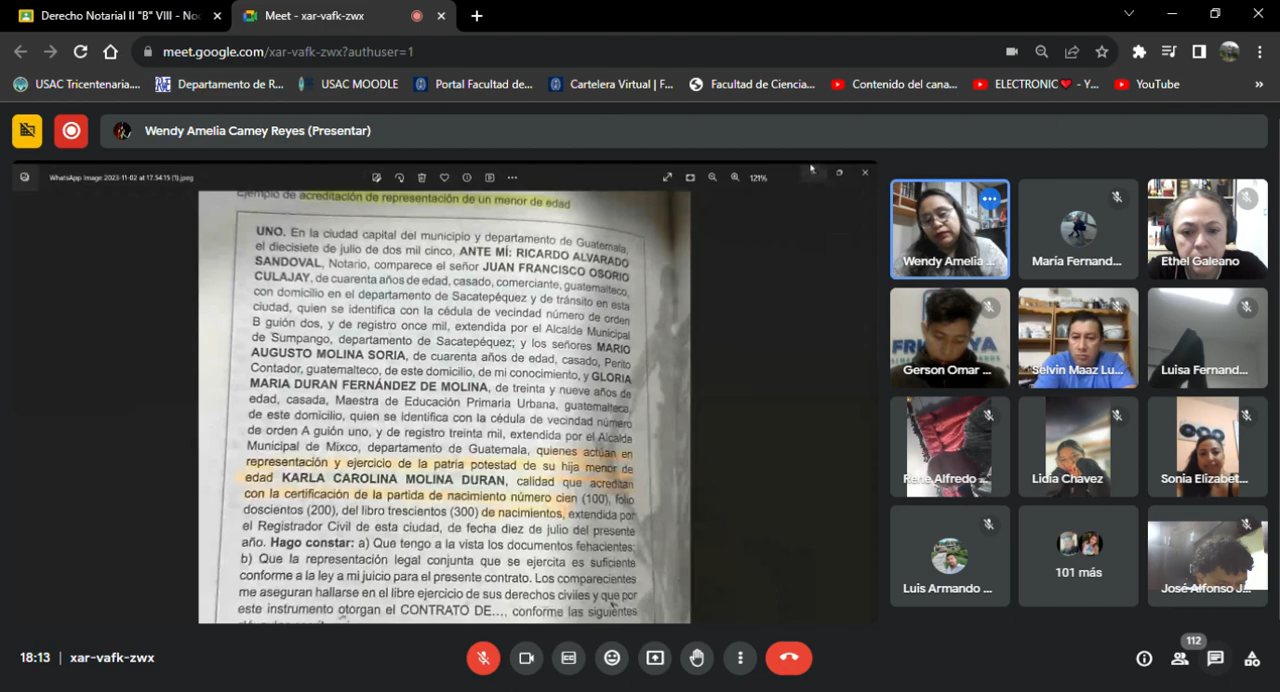 Derecho Notarial II "B" VIII - No
Meet - xar-vafk-zwx
meet.google.com/xar-vafk-zwx?authuser=1
USAC Tricentenaria....
Departamento de R...
USAC MOODLE
Portal Facultad de...
Cartelera Virtual | F...
Facultad de Ciencia...
Contenido del cana...
ELECTRONIC❤️ - Y...
YouTube
»
Wendy Amelia Camey Reyes (Presentar)
WhatsApp Image 2023-11-02 at 17.54.15 (1).jpeg
121%
Ejemplo de acreditación de representación de un menor de edad
UNO. En la ciudad capital del municipio y departamento de Guatemala,
el diecisiete de julio de dos mil cinco, ANTE MÍ: RICARDO ALVARADO
SANDOVAL, Notario, comparece el señor JUAN FRANCISCO OSORIO
CULAJAY, de cuarenta años de edad, casado, comerciante, guatemalteco,
con domicilio en el departamento de Sacatepéquez y de tránsito en esta
ciudad, quien se identifica con la cédula de vecindad número de orden
B guión dos, y de registro once mil, extendida por el Alcalde Municipal
de Sumpango, departamento de Sacatepéquez; y los señores MARIO
AUGUSTO MOLINA SORIA, de cuarenta años de edad, casado, Perito
Contador, guatemalteco, de este domicilio, de mi conocimiento, y GLORIA
MARIA DURAN FERNÁNDEZ DE MOLINA, de treinta y nueve años de
edad, casada, Maestra de Educación Primaria Urbana, guatemalteca,
de este domicilio, quien se identifica con la cédula de vecindad número
de orden A guión uno, y de registro treinta mil, extendida por el Alcalde
Municipal de Mixco, departamento de Guatemala, quienes actúan en
representación y ejercicio de la patria potestad de su hija menor de
edad KARLA CAROLINA MOLINA DURAN, calidad que acreditan
con la certificación de la partida de nacimiento número cien (100), folio
doscientos (200), del libro trescientos (300) de nacimientos, extendida por
el Registrador Civil de esta ciudad, de fecha diez de julio del presente
año. Hago constar: a) Que tengo a la vista los documentos fehacientes;
b) Que la representación legal conjunta que se ejercita es suficiente
conforme a la ley a mi juicio para el presente contrato. Los comparecientes
me aseguran hallarse en el libre ejercicio de sus derechos civiles y que por
este instrumento otorgan el CONTRATO DE..., conforme las siguientes
Wendy Amelia ...
María Fernand...
Ethel Galeano
Gerson Omar ...
Selvin Maaz Lu...
Luisa Fernand...
Rene Alfredo ...
Lidia Chávez
Sonia Elizabet...
Luis Armando ...
101 más
José Alfonso J...
18:13 | xar-vafk-zwx
112